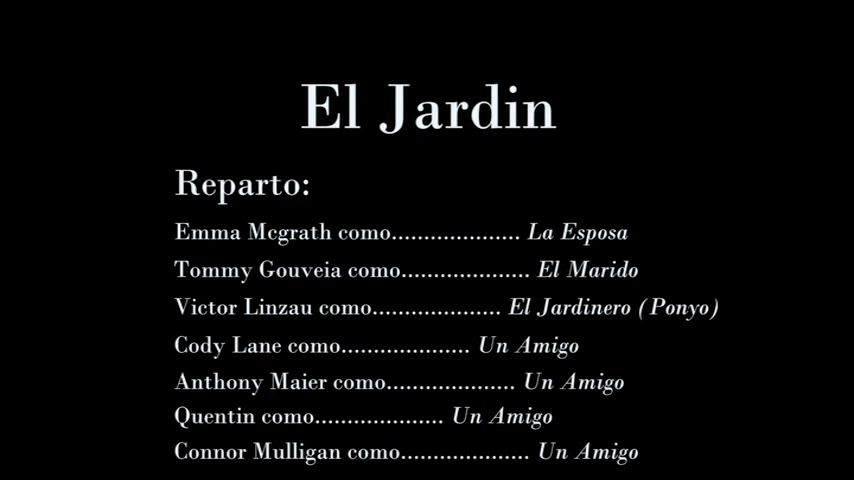 El Jardin
Reparto:
Emma Mcgrath como.................... La Esposa
Tommy Gouveia como.................... El Marido
Victor Linzau como.................... El Jardinero (Ponyo)
Cody Lane como.................... Un Amigo
Anthony Maier como.................... Un Amigo
Quentin como.................... Un Amigo
Connor Mulligan como.................... Un Amigo